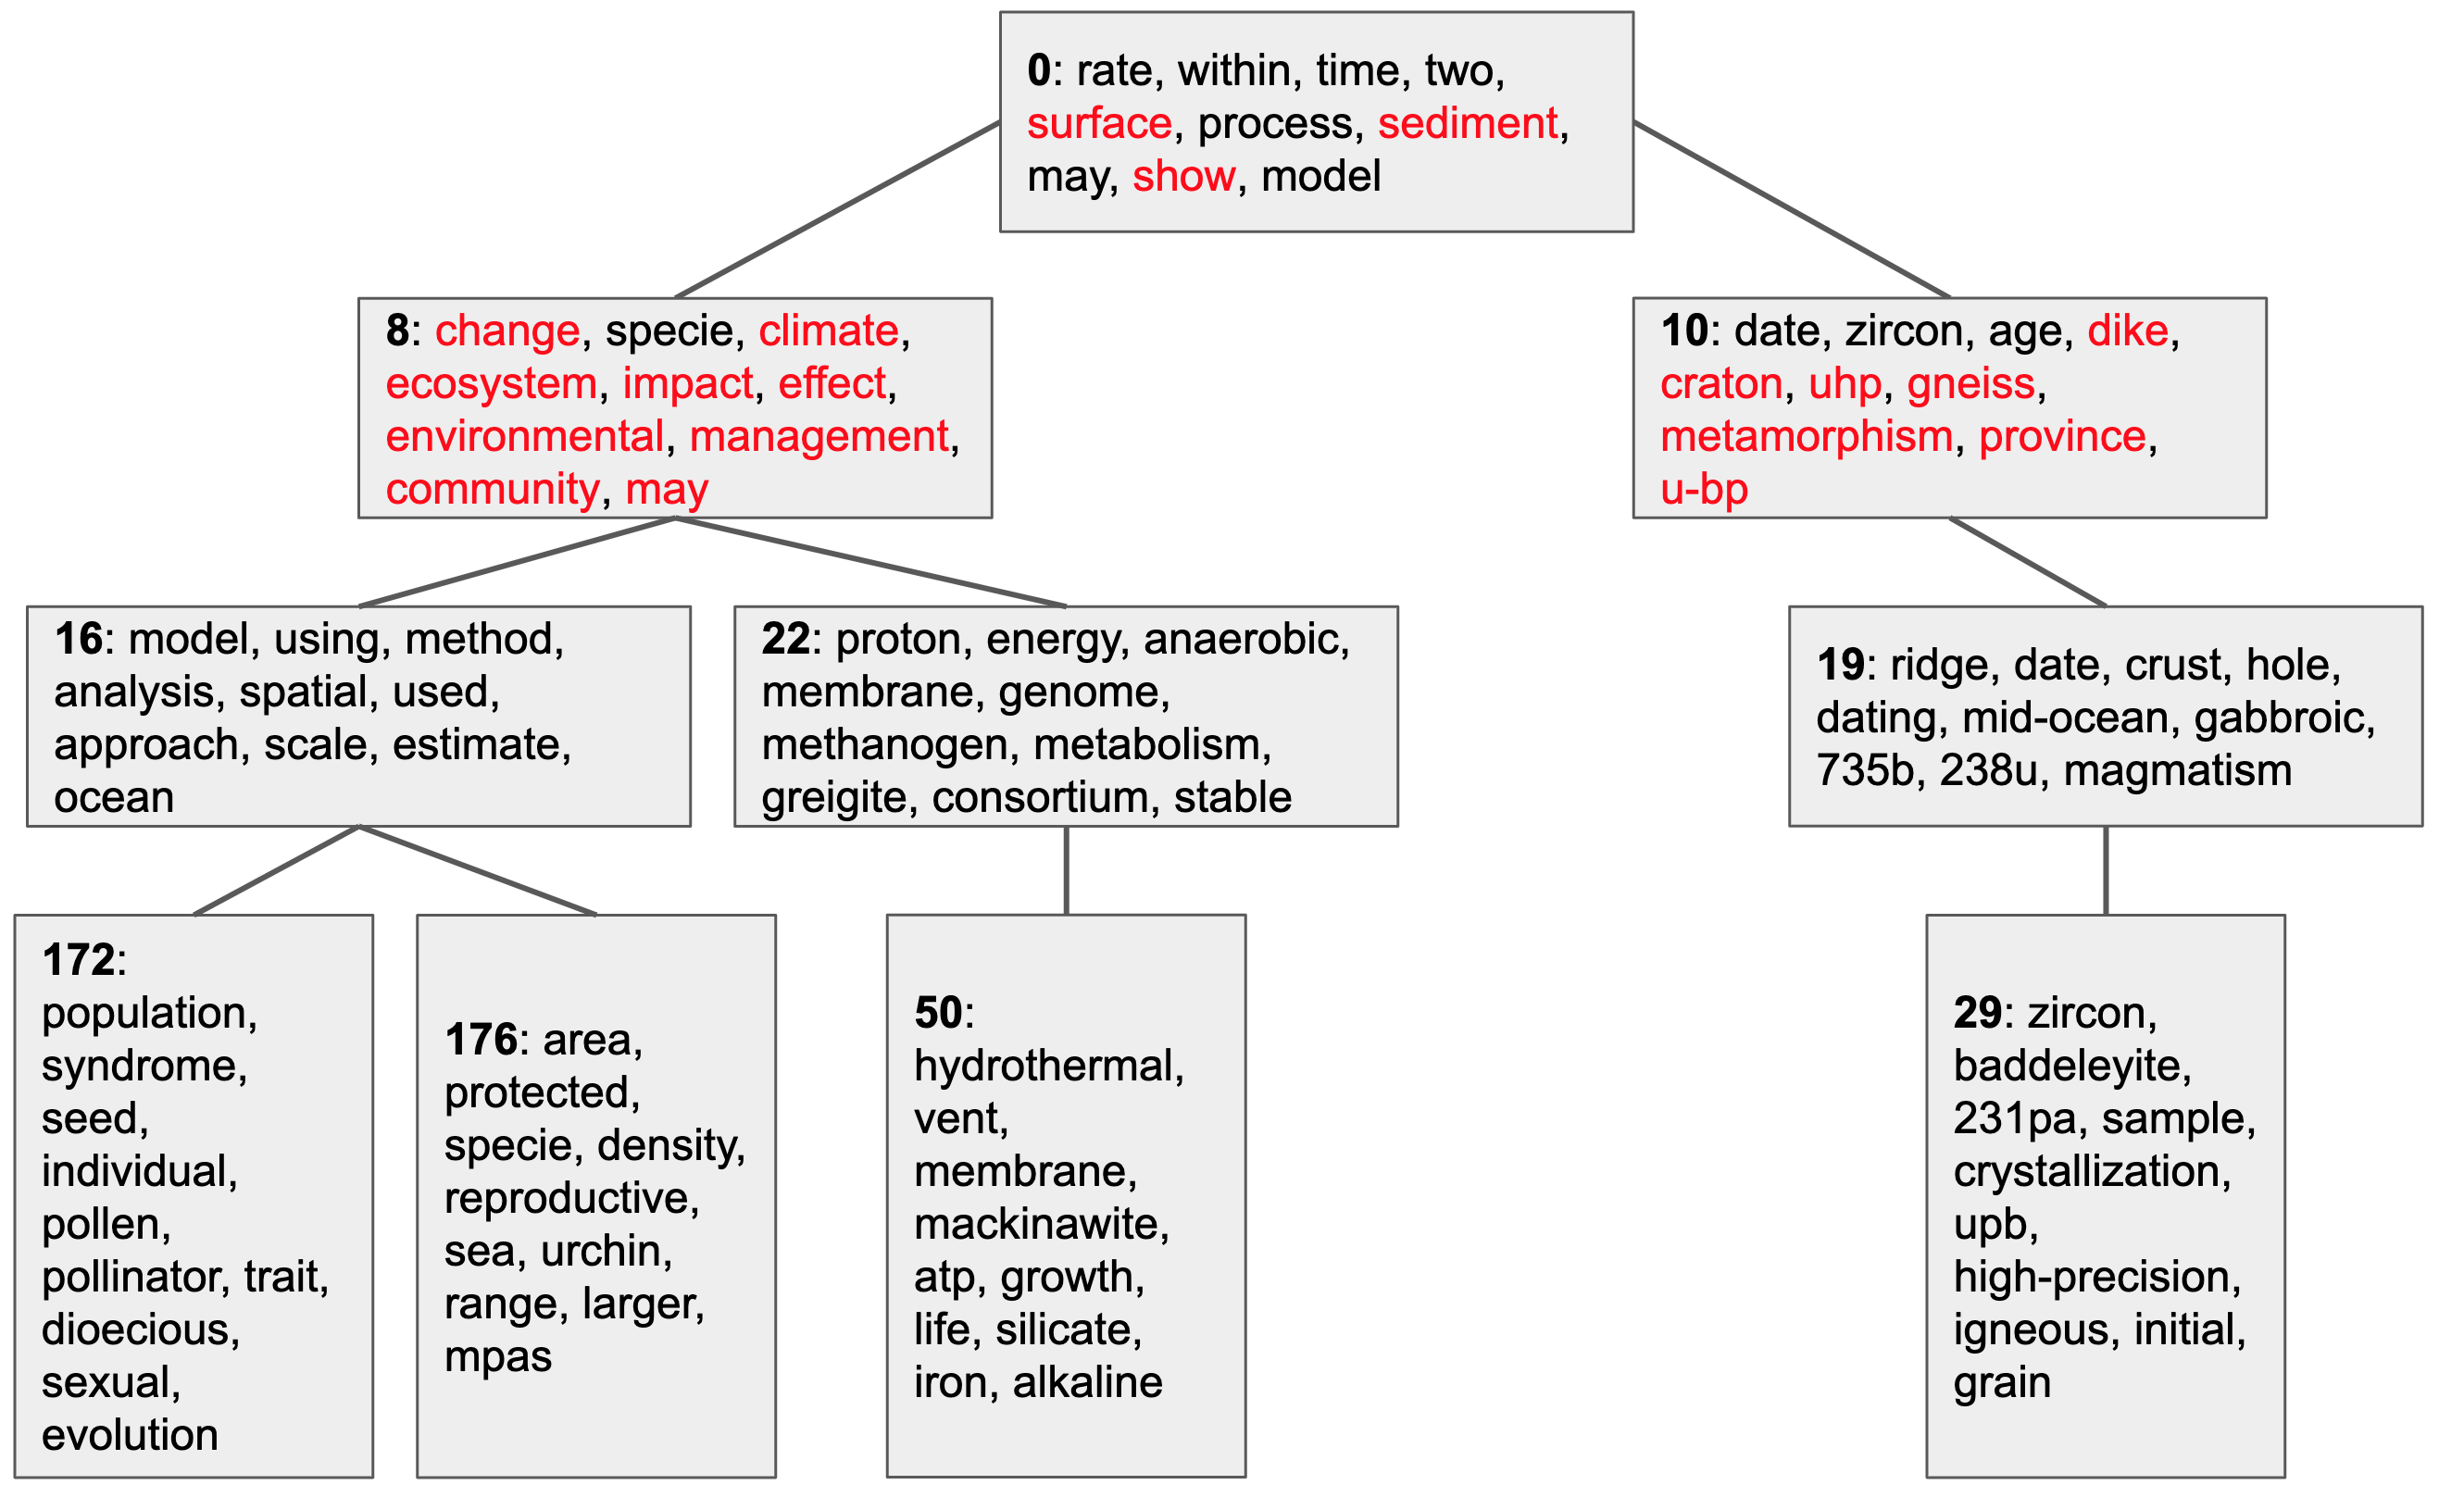 0: rate, within, time, two,
surface, process, sediment,
may, show, model
8: change, specie, climate,
ecosystem, impact, effect,
environmental, management,
community, may
10: date, zircon, age, dike,
craton, uhp, gneiss,
metamorphism, province,
u-bp
16: model, using, method,
analysis, spatial, used,
approach, scale, estimate,
ocean
22: proton, energy, anaerobic,
membrane, genome,
methanogen, metabolism,
greigite, consortium, stable
19: ridge, date, crust, hole,
dating, mid-ocean, gabbroic,
735b, 238u, magmatism
172:
population,
syndrome,
seed,
individual,
pollen,
pollinator, trait,
dioecious,
sexual,
evolution
176: area,
protected,
specie, density,
reproductive,
sea, urchin,
range, larger,
mpas
50:
hydrothermal,
vent,
membrane,
mackinawite,
atp, growth,
life, silicate,
iron, alkaline
29: zircon,
baddeleyite,
231pa, sample,
crystallization,
upb,
high-precision,
igneous, initial,
grain